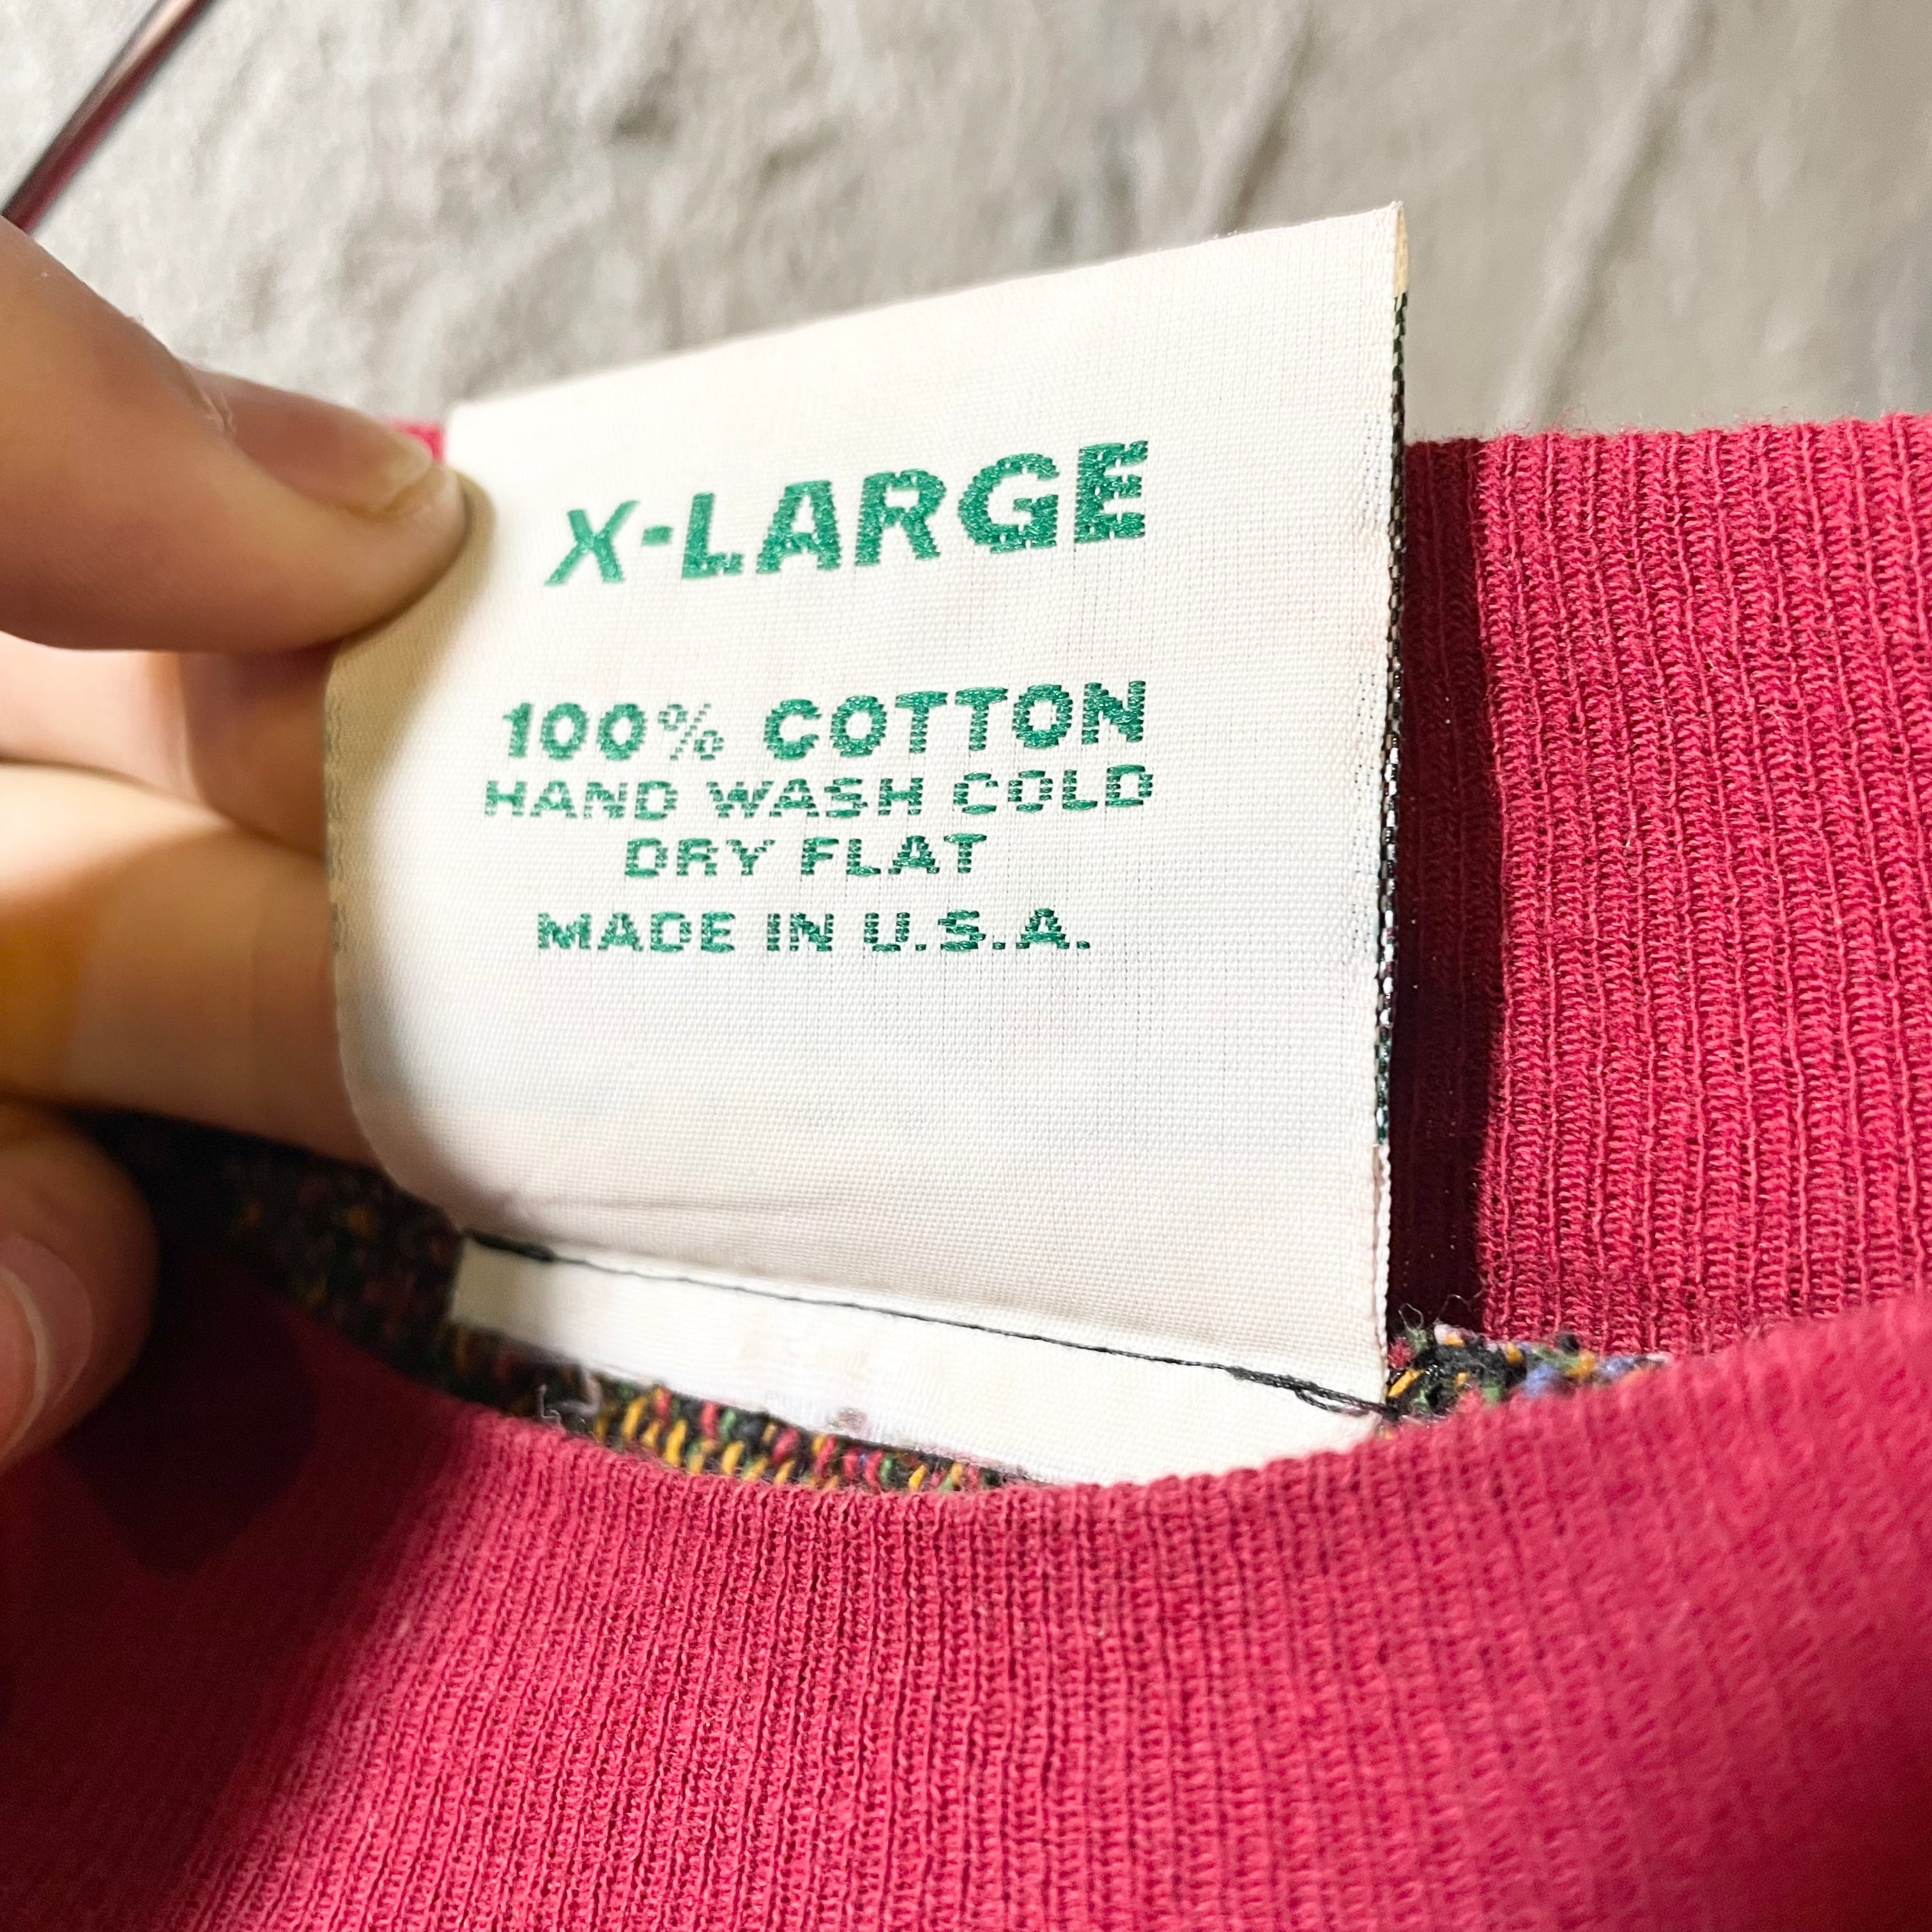 X-LARGE
100% COTTON
HAND WASH COLD
DRY FLAT
MADE IN U.S.A.